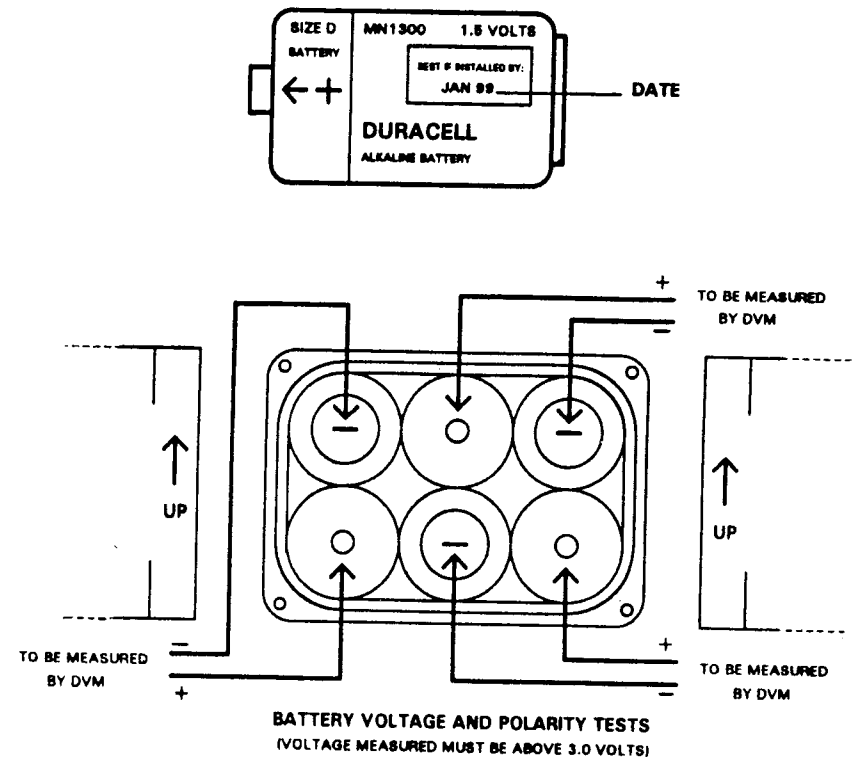 SIZE D
BATTERY
MN1300 1.5 VOLTS
BEST IF INSTALLED BY:
JAN 99
DATE
DURACELL
ALKALINE BATTERY
+
TO BE MEASURED
BY DVM
−
UP
UP
−
TO BE MEASURED
BY DVM
+
+
TO BE MEASURED
BY DVM
−
BATTERY VOLTAGE AND POLARITY TESTS
(VOLTAGE MEASURED MUST BE ABOVE 3.0 VOLTS)